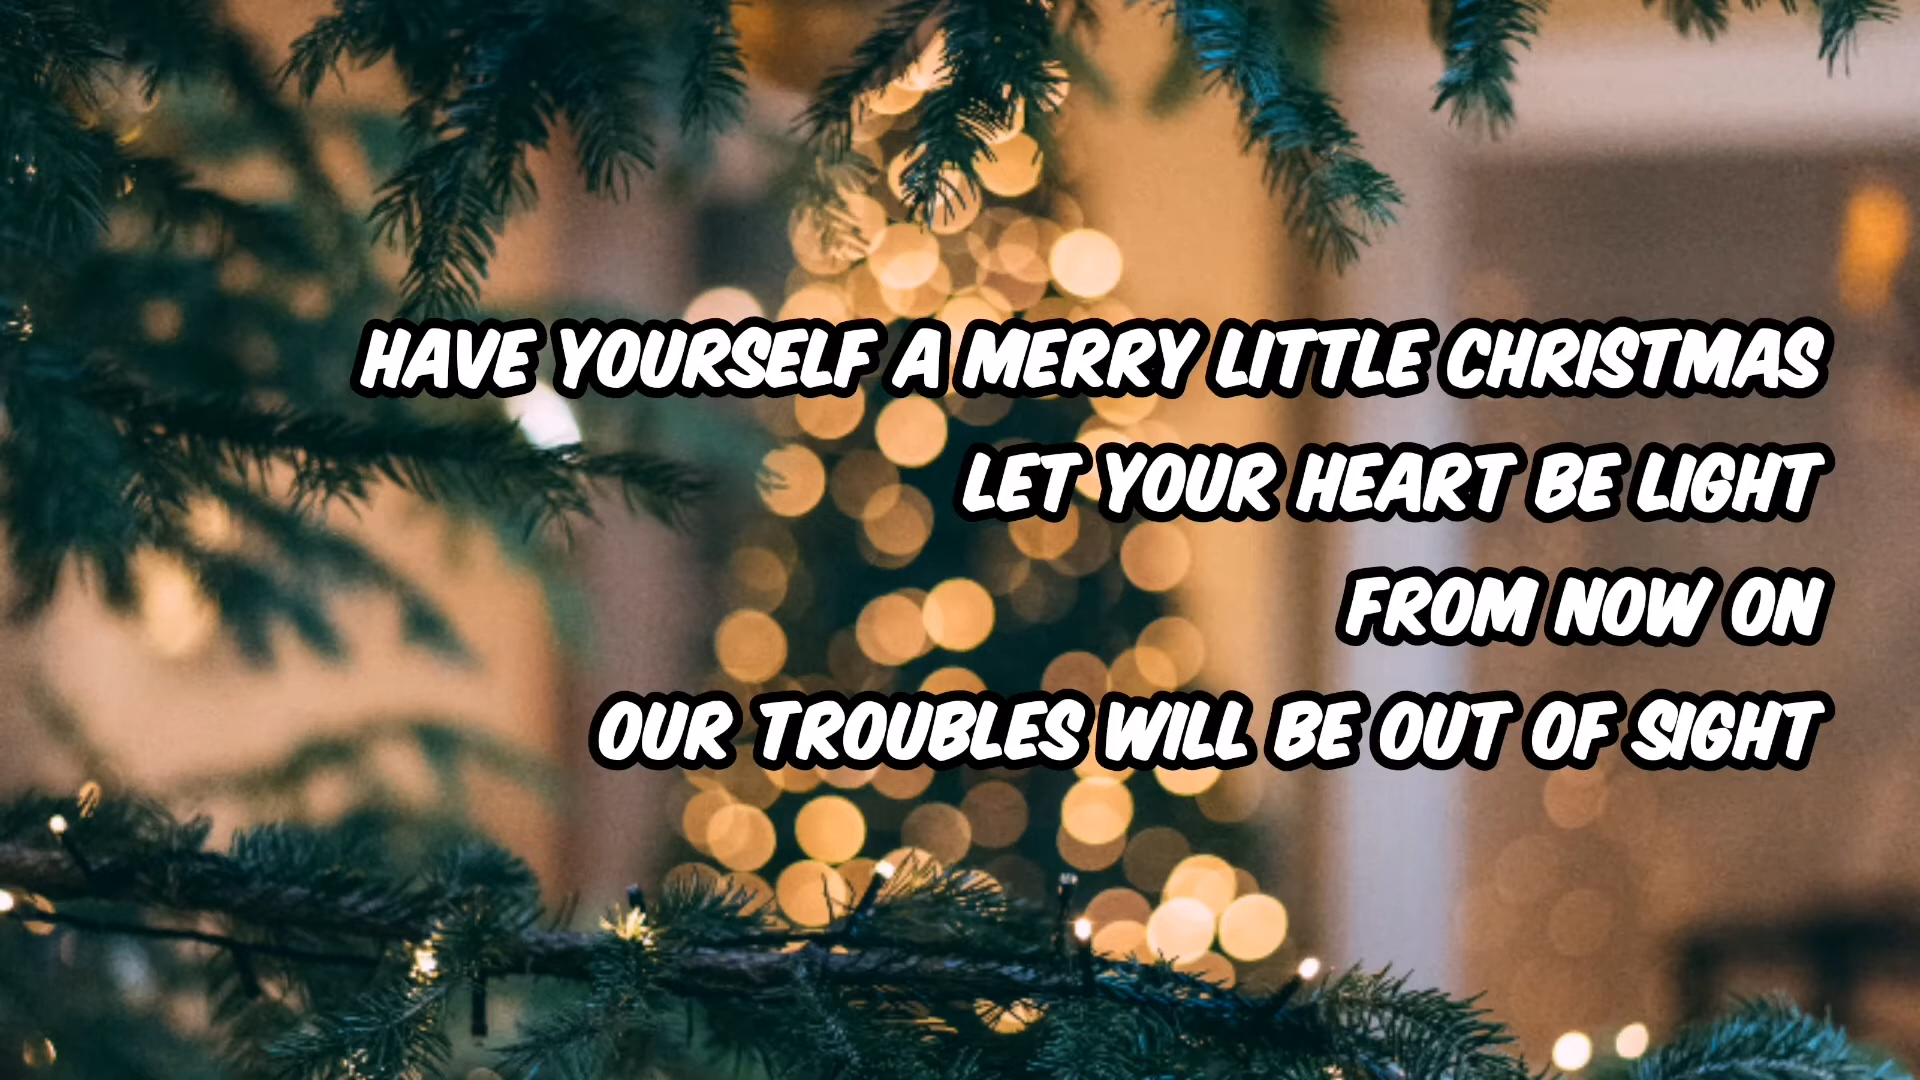 HAVE YOURSELF A MERRY LITTLE CHRISTMAS
LET YOUR HEART BE LIGHT
FROM NOW ON
OUR TROUBLES WILL BE OUT OF SIGHT